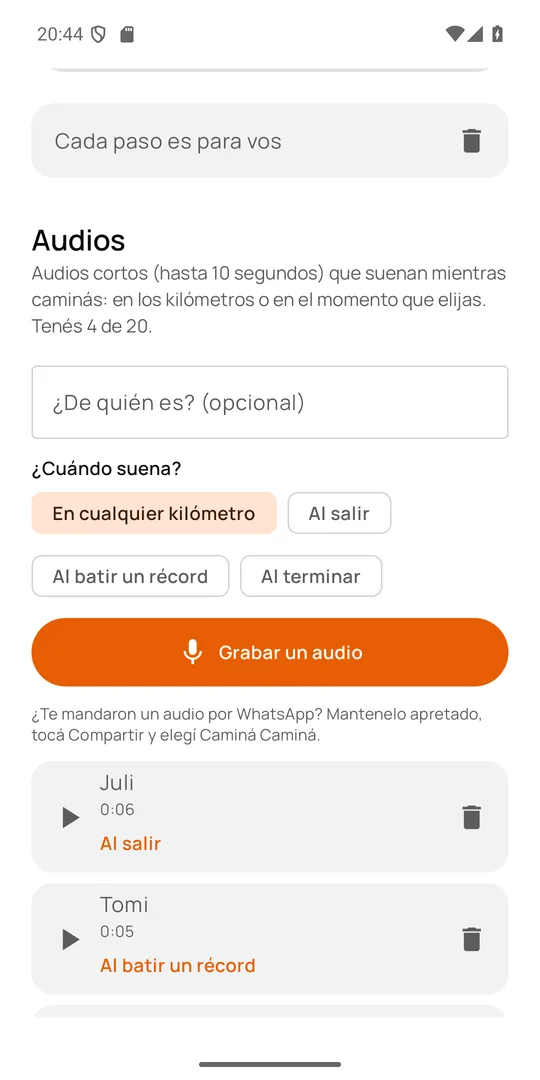 20:44
Cada paso es para vos
Audios
Audios cortos (hasta 10 segundos) que suenan mientras
caminás: en los kilómetros o en el momento que elijas.
Tenés 4 de 20.
¿De quién es? (opcional)
¿Cuándo suena?
En cualquier kilómetro
Al salir
Al batir un récord
Al terminar
Grabar un audio
¿Te mandaron un audio por WhatsApp? Mantenelo apretado,
tocá Compartir y elegí Caminá Caminá.
Juli
0:06
Al salir
Tomi
0:05
Al batir un récord